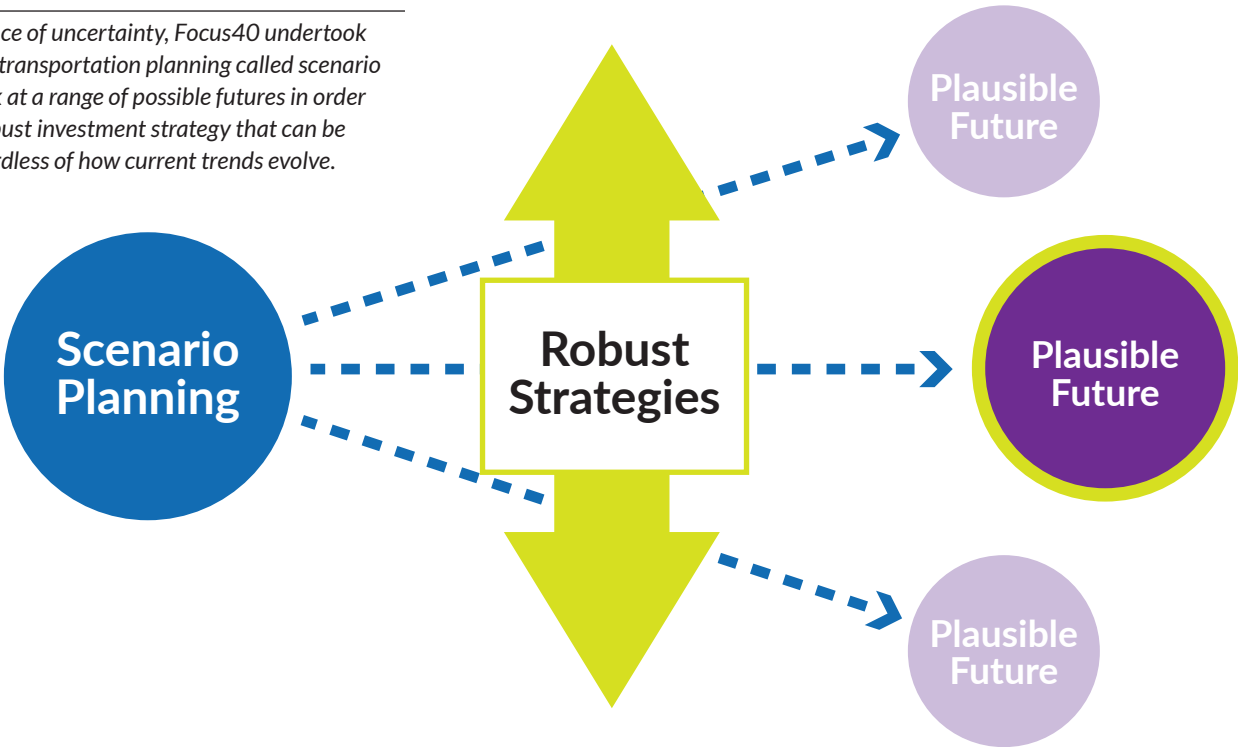 ce of uncertainty, Focus40 undertook
transportation planning called scenario
at a range of possible futures in order
ust investment strategy that can be
dless of how current trends evolve.
Scenario
Planning
Robust
Strategies
Plausible
Future
Plausible
Future
Plausible
Future